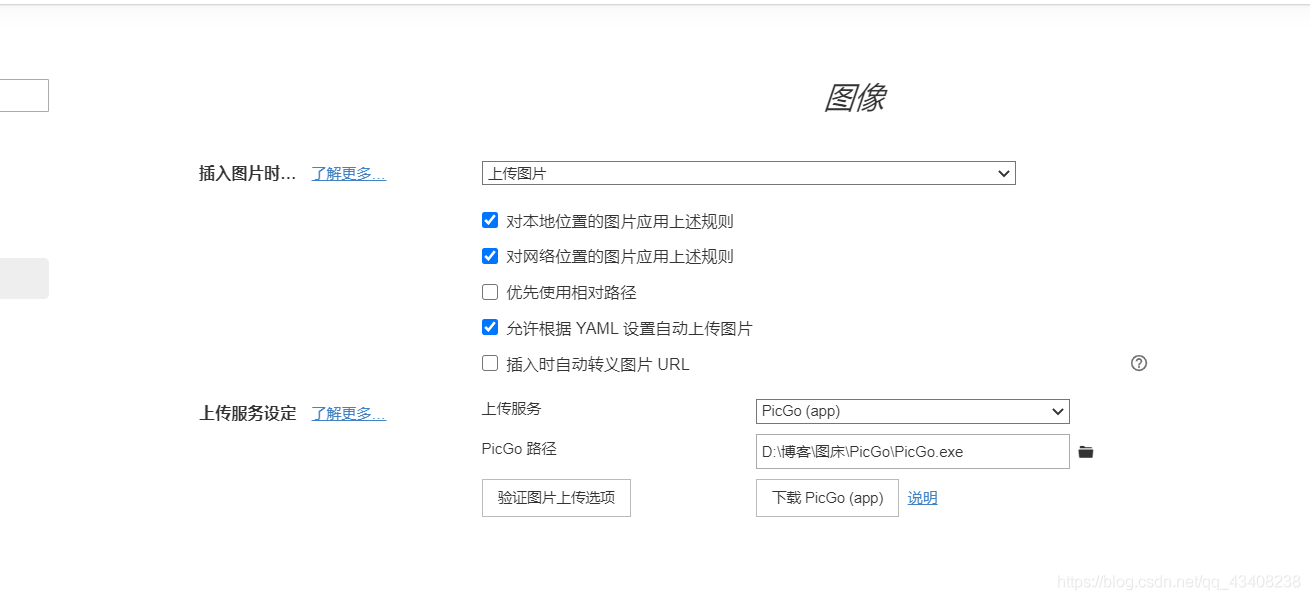 图像
插入图片时... 了解更多... 上传图片
对本地位置的图片应用上述规则
对网络位置的图片应用上述规则
优先使用相对路径
允许根据 YAML 设置自动上传图片
插入时自动转义图片 URL
上传服务设定 了解更多... 上传服务 PicGo (app)
PicGo 路径 D:\博客\图床\PicGo\PicGo.exe
验证图片上传选项 下载 PicGo (app) 说明
https://blog.csdn.net/qq_43408238